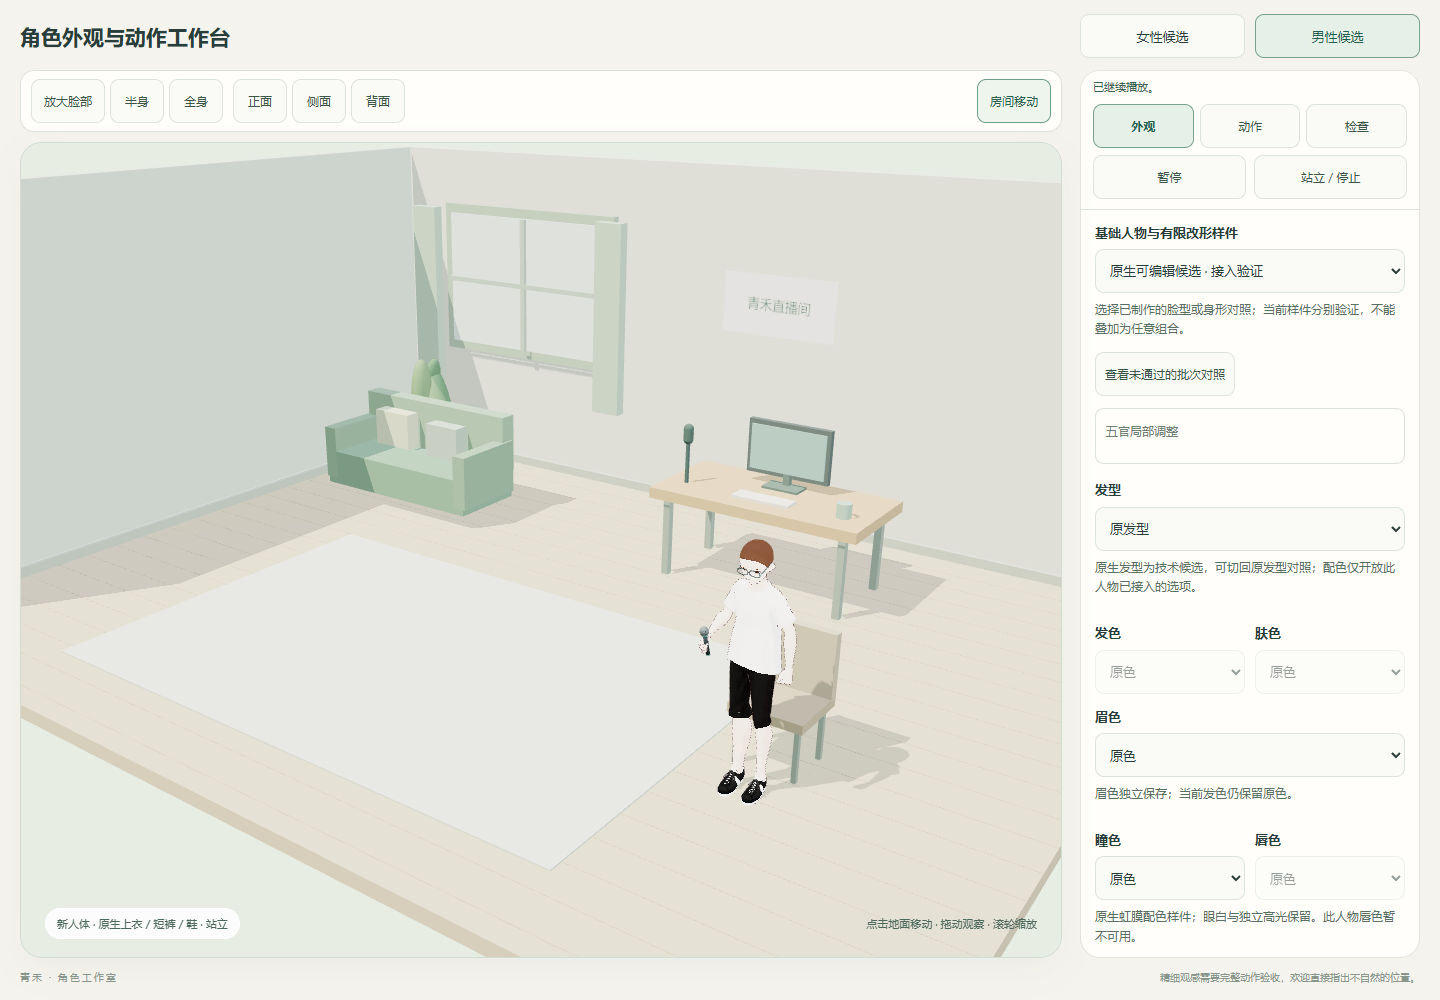 角色外观与动作工作台
女性候选
男性候选
放大脸部
半身
全身
正面
侧面
背面
房间移动
已继续播放。
外观
动作
检查
暂停
站立 / 停止
青禾直播间
新人体 · 原生上衣 / 短裤 / 鞋 · 站立
点击地面移动 · 拖动观察 · 滚轮缩放
基础人物与有限改形样件
原生可编辑候选 · 接入验证
选择已制作的脸型或身形对照；当前样件分别验证，不能
叠加为任意组合。
查看未通过的批次对照
五官局部调整
发型
原发型
原生发型为技术候选，可切回原发型对照；配色仅开放此
人物已接入的选项。
发色
肤色
原色
原色
眉色
原色
眉色独立保存；当前发色仍保留原色。
瞳色
唇色
原色
原色
原生虹膜配色样件；眼白与独立高光保留。此人物唇色暂
不可用。
青禾 · 角色工作室
精细观感需要完整动作验收，欢迎直接指出不自然的位置。